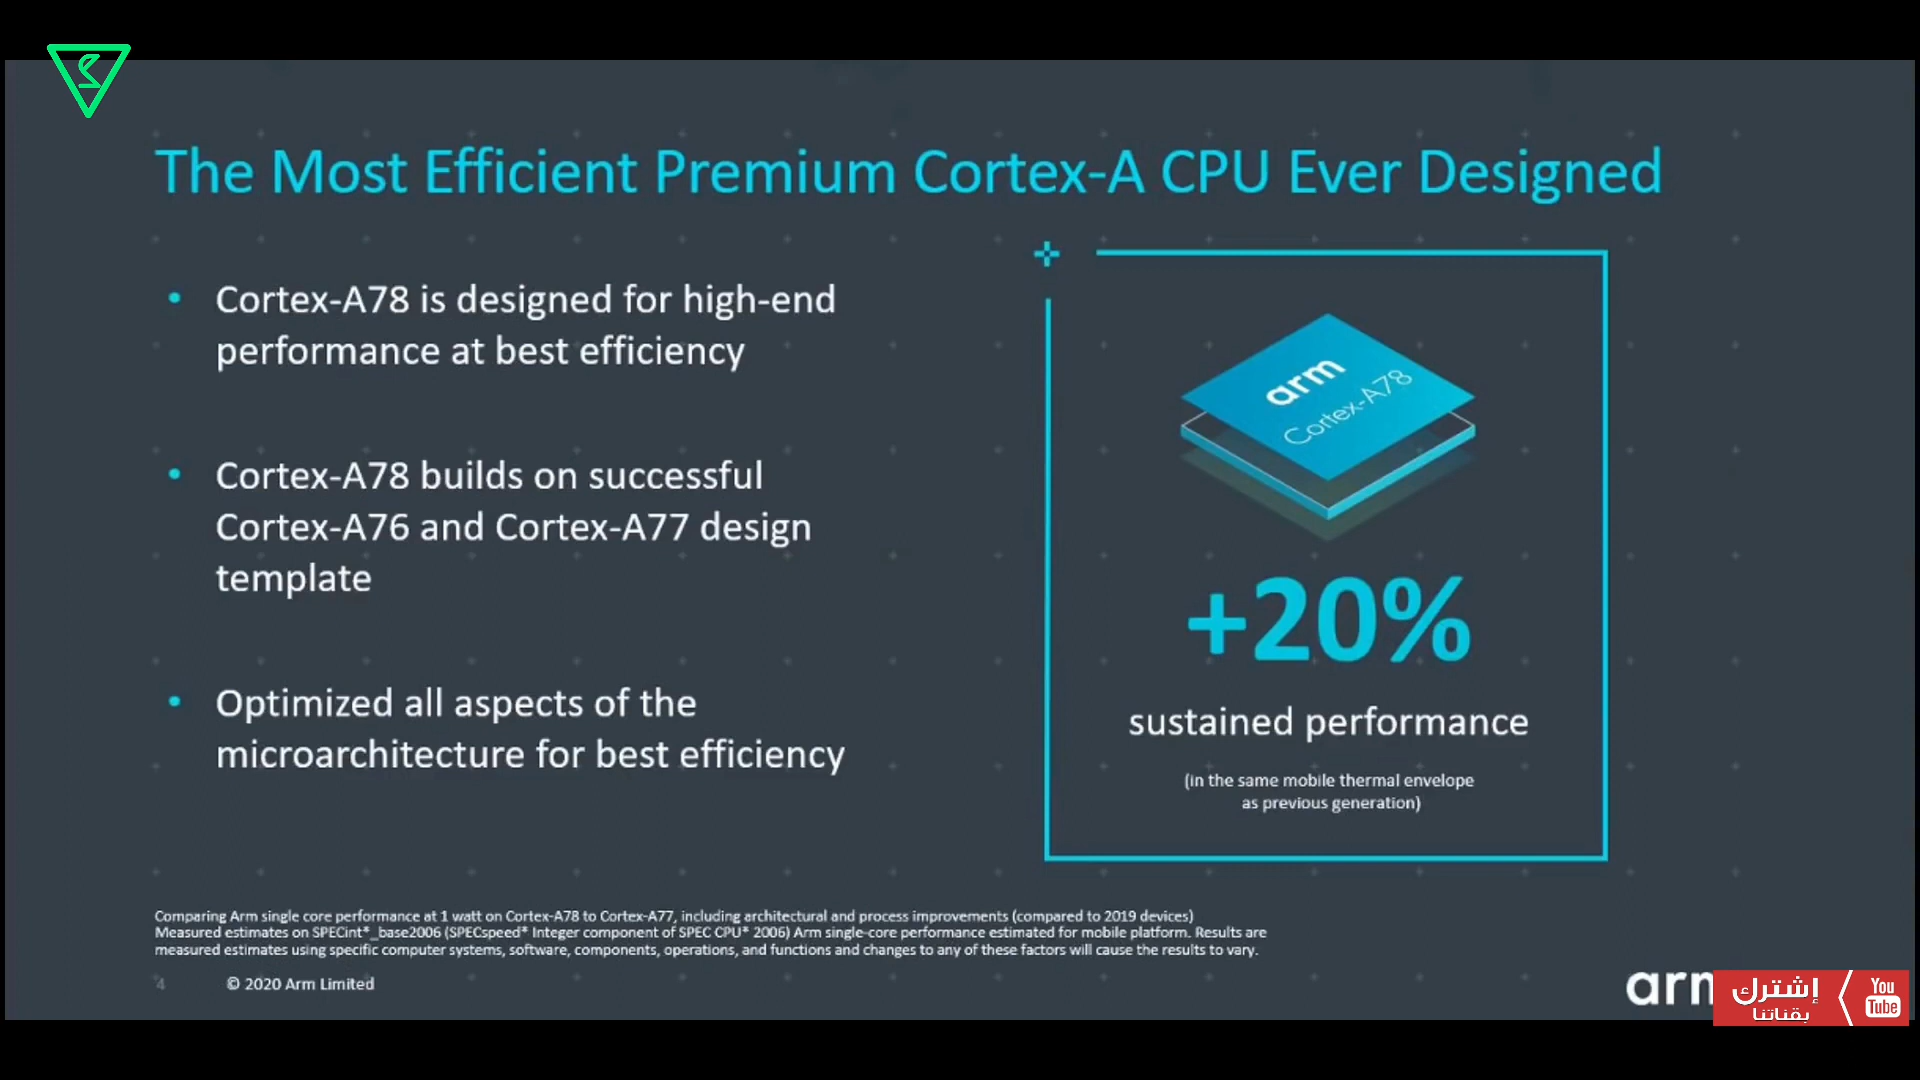 The Most Efficient Premium Cortex-A CPU Ever Designed
• Cortex-A78 is designed for high-end
performance at best efficiency
• Cortex-A78 builds on successful
Cortex-A76 and Cortex-A77 design
template
• Optimized all aspects of the
microarchitecture for best efficiency
arm
Cortex-A78
+20%
sustained performance
(in the same mobile thermal envelope
as previous generation)
Comparing Arm single core performance at 1 watt on Cortex-A78 to Cortex-A77, including architectural and process improvements (compared to 2019 devices)
Measured estimates on SPECint*_base2006 (SPECspeed* Integer component of SPEC CPU* 2006) Arm single-core performance estimated for mobile platform. Results are
measured estimates using specific computer systems, software, components, operations, and functions and changes to any of these factors will cause the results to vary.
4 © 2020 Arm Limited
إشترك
بقناتنا
You
Tube